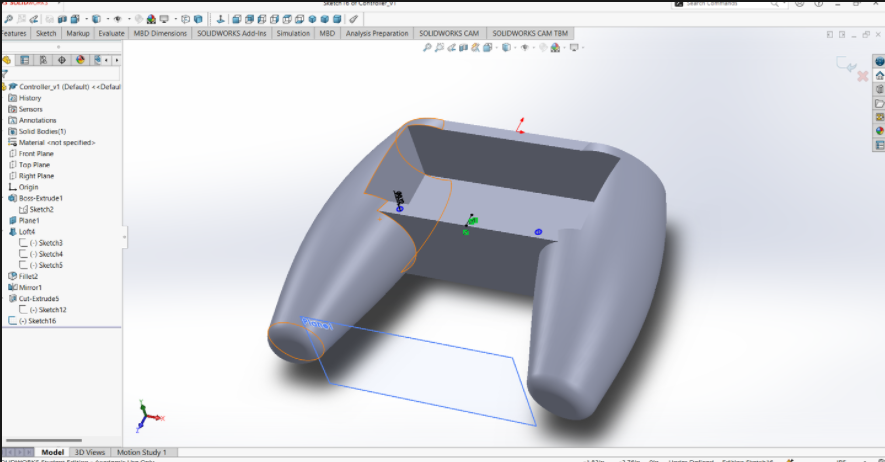 Sketch16 of Controller_v1
Search Commands
Features Sketch Markup Evaluate MBD Dimensions SOLIDWORKS Add-Ins Simulation MBD Analysis Preparation SOLIDWORKS CAM SOLIDWORKS CAM TBM
Controller_v1 (Default) <<Defaul
History
Sensors
Annotations
Solid Bodies(1)
Material <not specified>
Front Plane
Top Plane
Right Plane
Origin
Boss-Extrude1
Sketch2
Plane1
Loft4
(-) Sketch3
(-) Sketch4
(-) Sketch5
Fillet2
Mirror1
Cut-Extrude5
(-) Sketch12
(-) Sketch16
Model 3D Views Motion Study 1